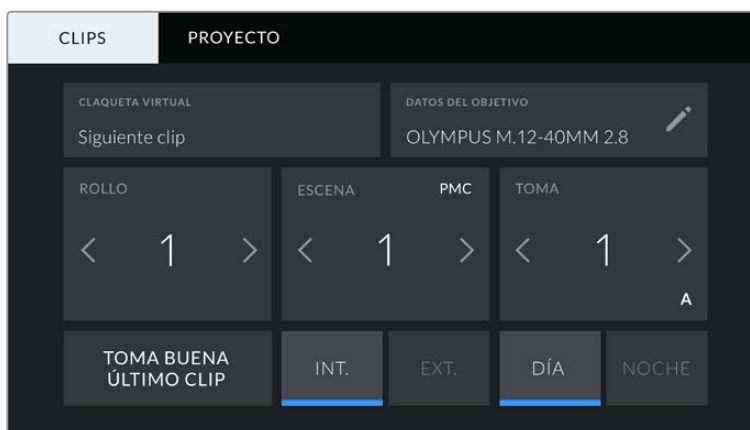 CLIPS
PROYECTO
CLAQUETA VIRTUAL
Siguiente clip
DATOS DEL OBJETIVO
OLYMPUS M.12-40MM 2.8
ROLLO
1
ESCENA
PMC
1
TOMA
1
A
TOMA BUENA
ÚLTIMO CLIP
INT.
EXT.
DÍA
NOCHE